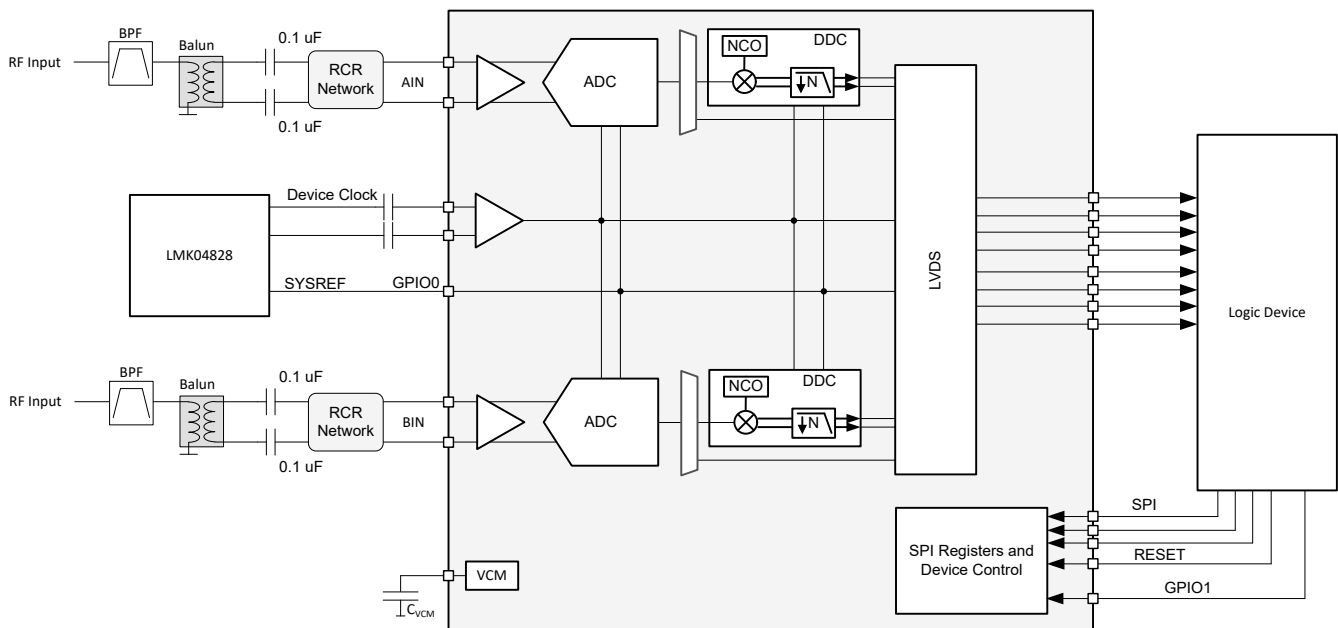 BPF
Balun
0.1 uF
RF Input
RCR
Network
AIN
0.1 uF
ADC
NCO
DDC
N
Device Clock
LMK04828
SYSREF
GPIO0
LVDS
Logic Device
BPF
Balun
0.1 uF
RF Input
RCR
Network
BIN
0.1 uF
ADC
NCO
DDC
N
SPI
SPI Registers and
Device Control
RESET
GPIO1
VCM
CVCM